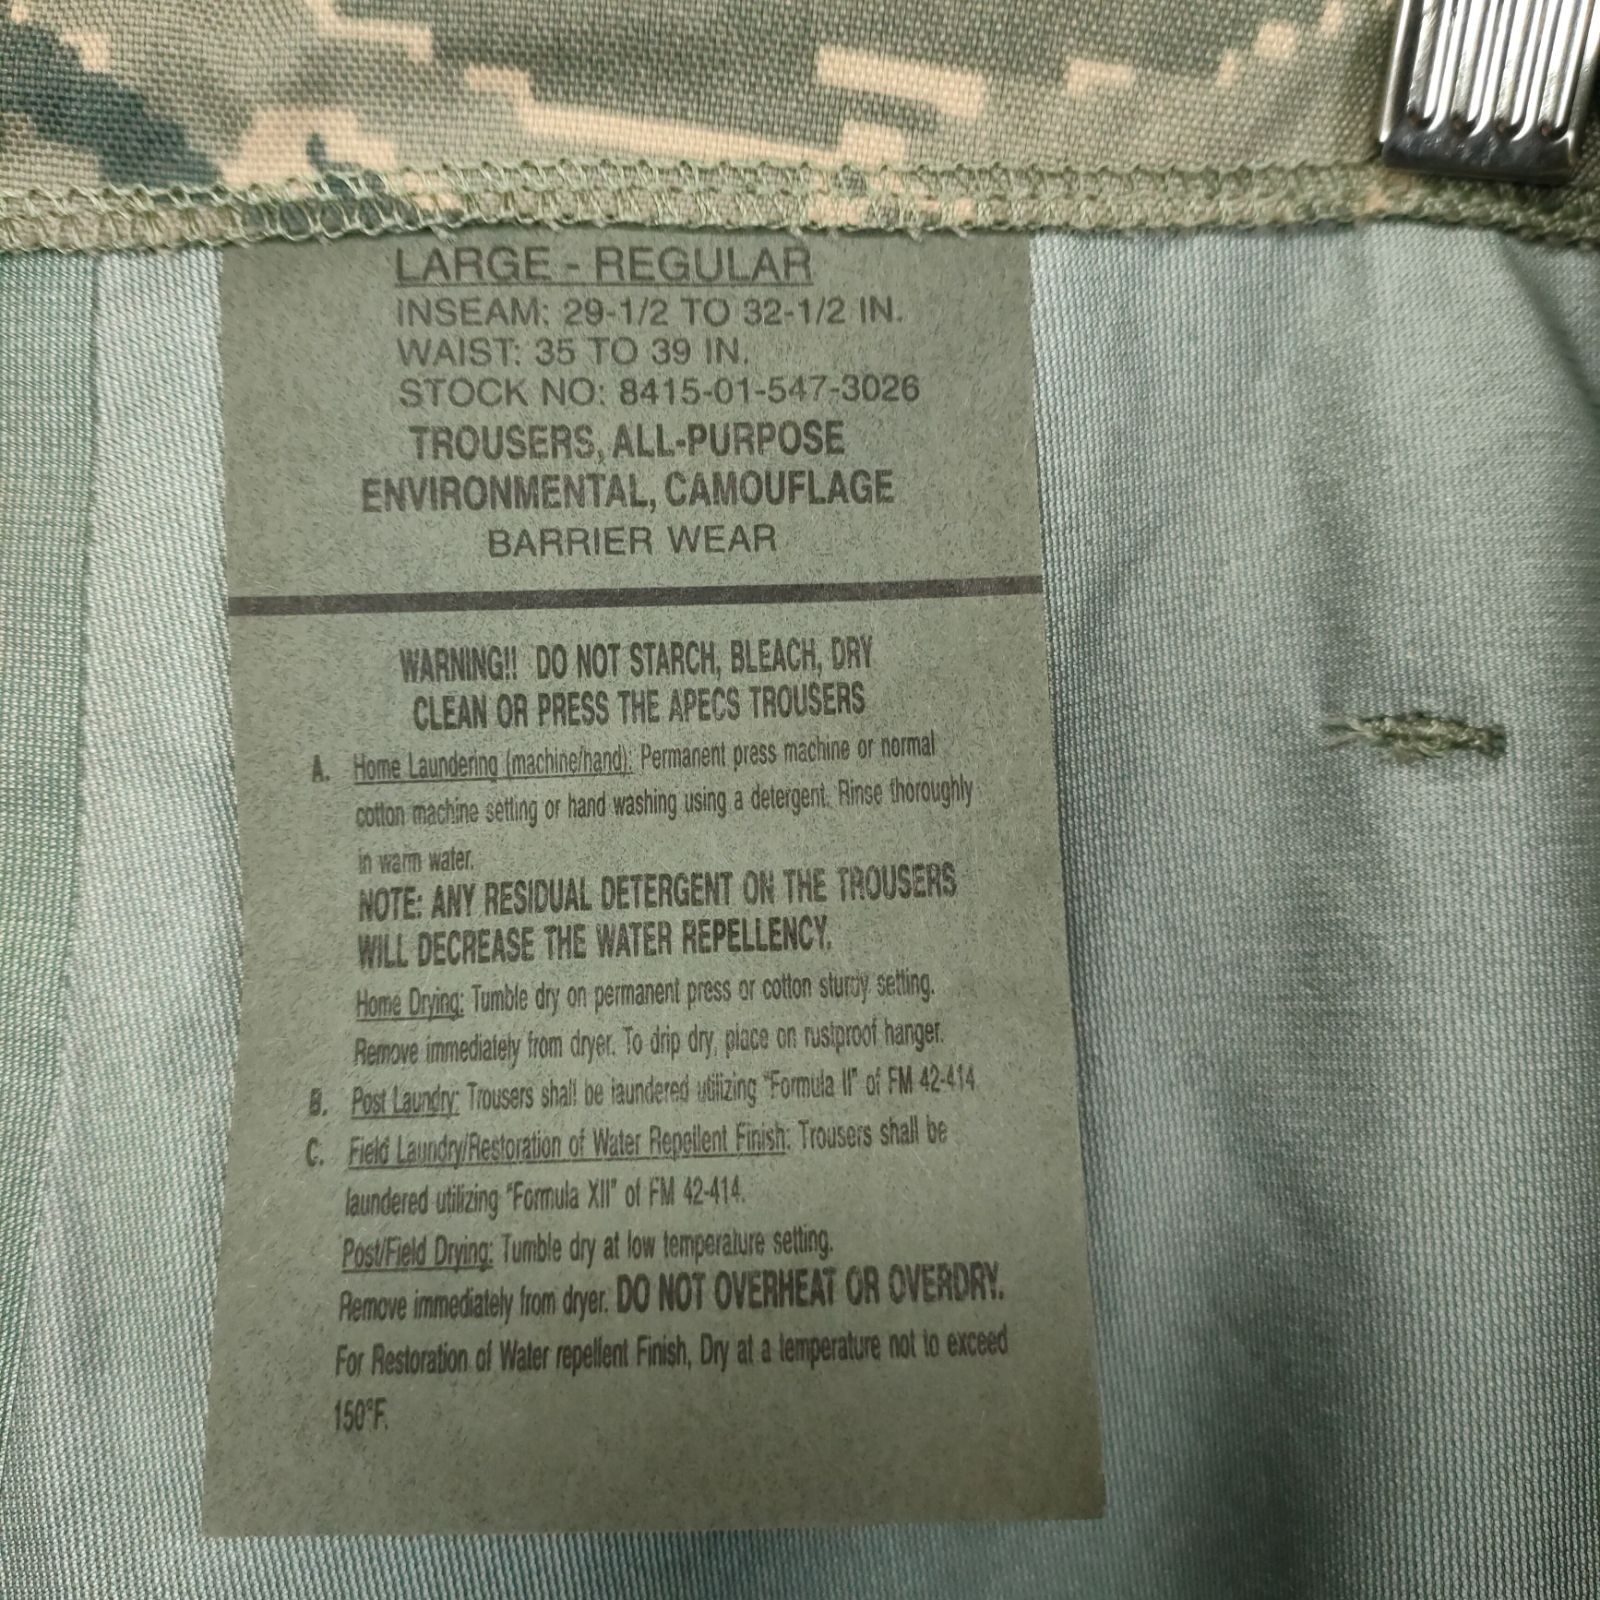 LARGE - REGULAR
INSEAM: 29-1/2 TO 32-1/2 IN.
WAIST: 35 TO 39 IN.
STOCK NO: 8415-01-547-3026
TROUSERS, ALL-PURPOSE
ENVIRONMENTAL, CAMOUFLAGE
BARRIER WEAR
WARNING!! DO NOT STARCH, BLEACH, DRY
CLEAN OR PRESS THE APECS TROUSERS
A. Home Laundering (machine/hand): Permanent press machine or normal
cotton machine setting or hand washing using a detergent. Rinse thoroughly
in warm water.
NOTE: ANY RESIDUAL DETERGENT ON THE TROUSERS
WILL DECREASE THE WATER REPELLENCY.
Home Drying: Tumble dry on permanent press or cotton sturdy setting.
Remove immediately from dryer. To drip dry, place on rustproof hanger.
B. Post Laundry: Trousers shall be laundered utilizing "Formula II" of FM 42-414
C. Field Laundry/Restoration of Water Repellent Finish: Trousers shall be
laundered utilizing "Formula XII" of FM 42-414.
Post/Field Drying: Tumble dry at low temperature setting.
Remove immediately from dryer. DO NOT OVERHEAT OR OVERDRY.
For Restoration of Water repellent Finish, Dry at a temperature not to exceed
150°F.